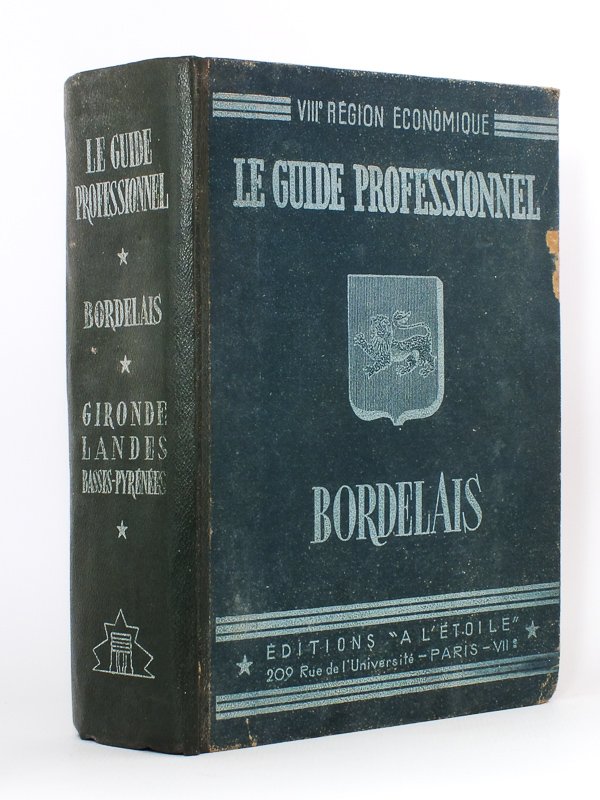 LE GUIDE
PROFESSIONNEL
BORDELAIS
GIRONDE
LANDES
BASSES-PYRÉNÉES
VIIIᵉ RÉGION ÉCONOMIQUE
LE GUIDE PROFESSIONNEL
BORDELAIS
ÉDITIONS "A L'ÉTOILE"
209 Rue de l'Université - PARIS - VIIᵉ